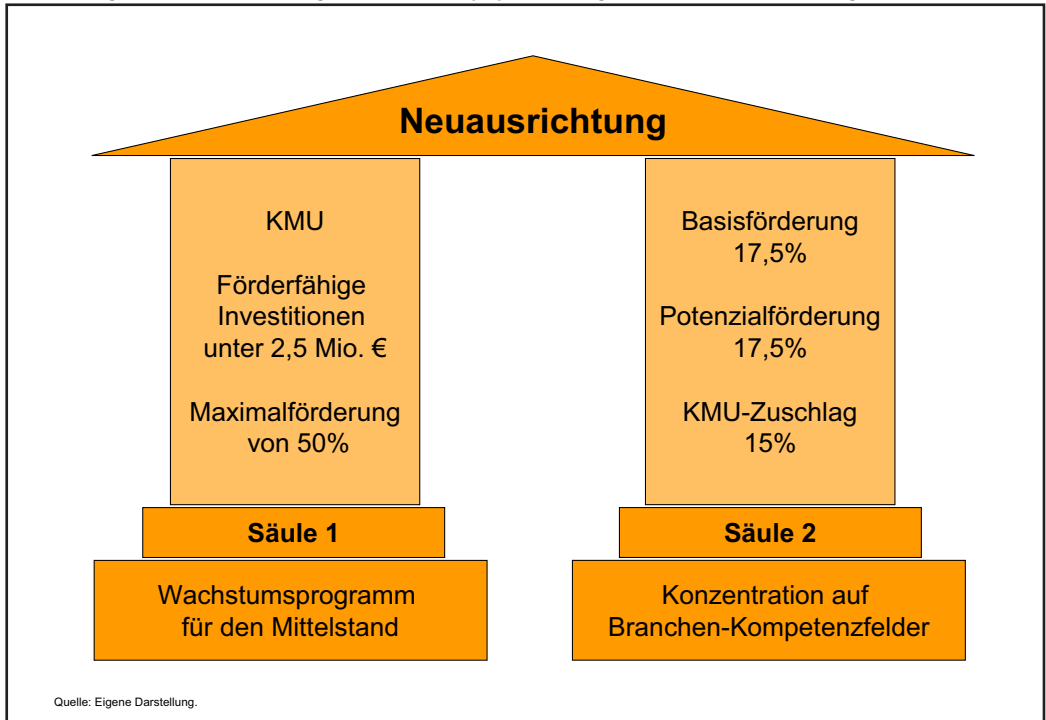 Neuausrichtung
KMU
Förderfähige
Investitionen
unter 2,5 Mio. €
Maximalförderung
von 50%
Säule 1
Wachstumsprogramm
für den Mittelstand
Basisförderung
17,5%
Potenzialförderung
17,5%
KMU-Zuschlag
15%
Säule 2
Konzentration auf
Branchen-Kompetenzfelder
Quelle: Eigene Darstellung.